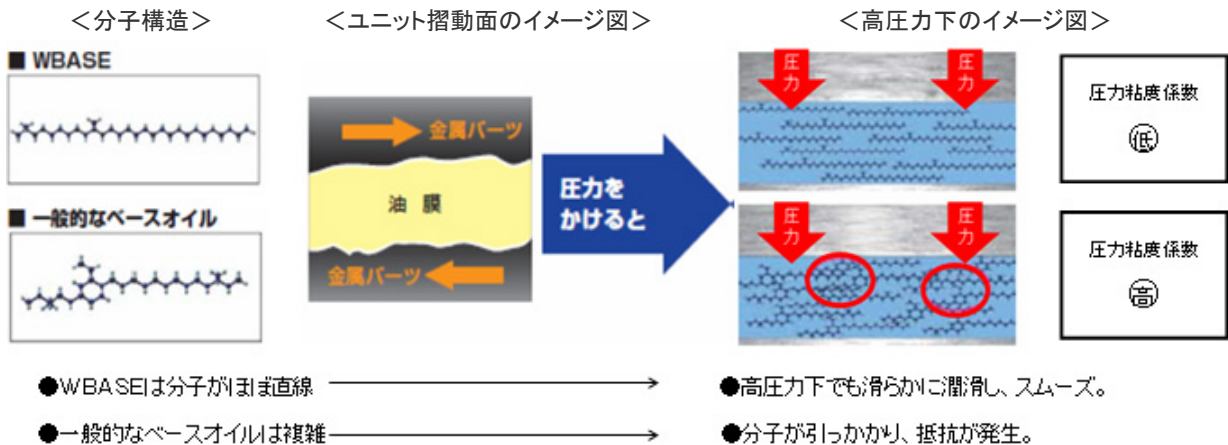 <分子構造>
<ユニット摺動面のイメージ図>
<高圧力下のイメージ図>
■ WBASE
■ 一般的なベースオイル
金属パーツ
油膜
金属パーツ
圧力を
かけると
圧力
圧力
圧力粘度係数
低
圧力
圧力
圧力粘度係数
高
●WBASEは分子がほぼ直線
●高圧力下でも滑らかに潤滑し、スムーズ。
●一般的なベースオイルは複雑
●分子が引っかかり、抵抗が発生。